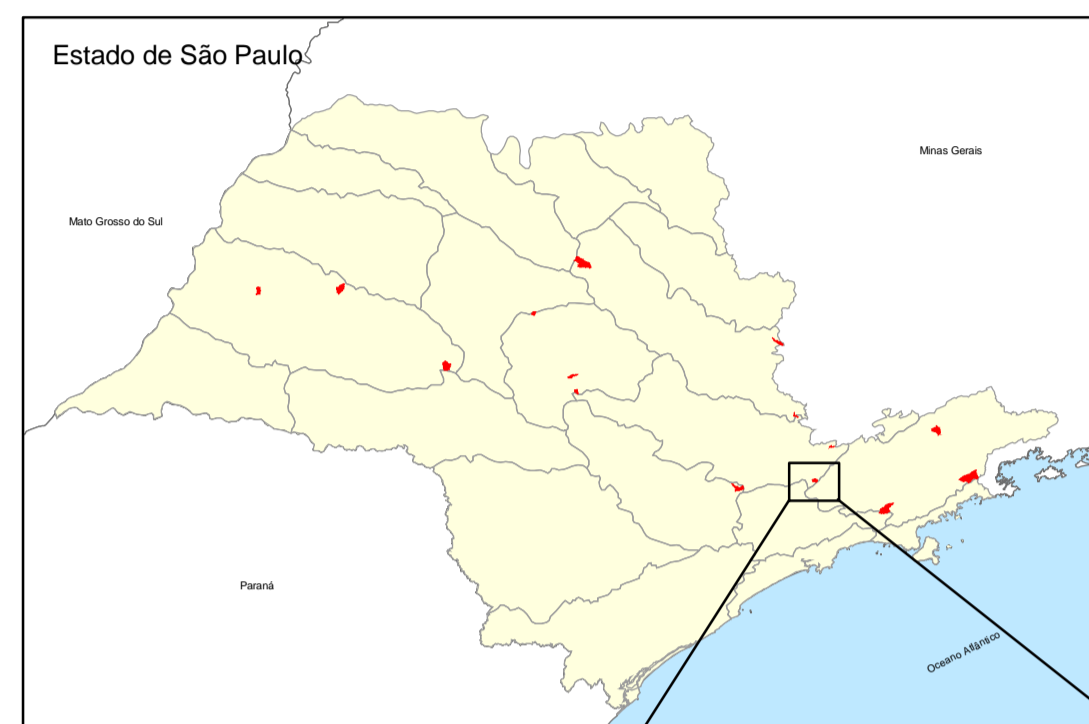 Estado de São Paulo
Minas Gerais
Mato Grosso do Sul
Paraná
Oceano Atlântico